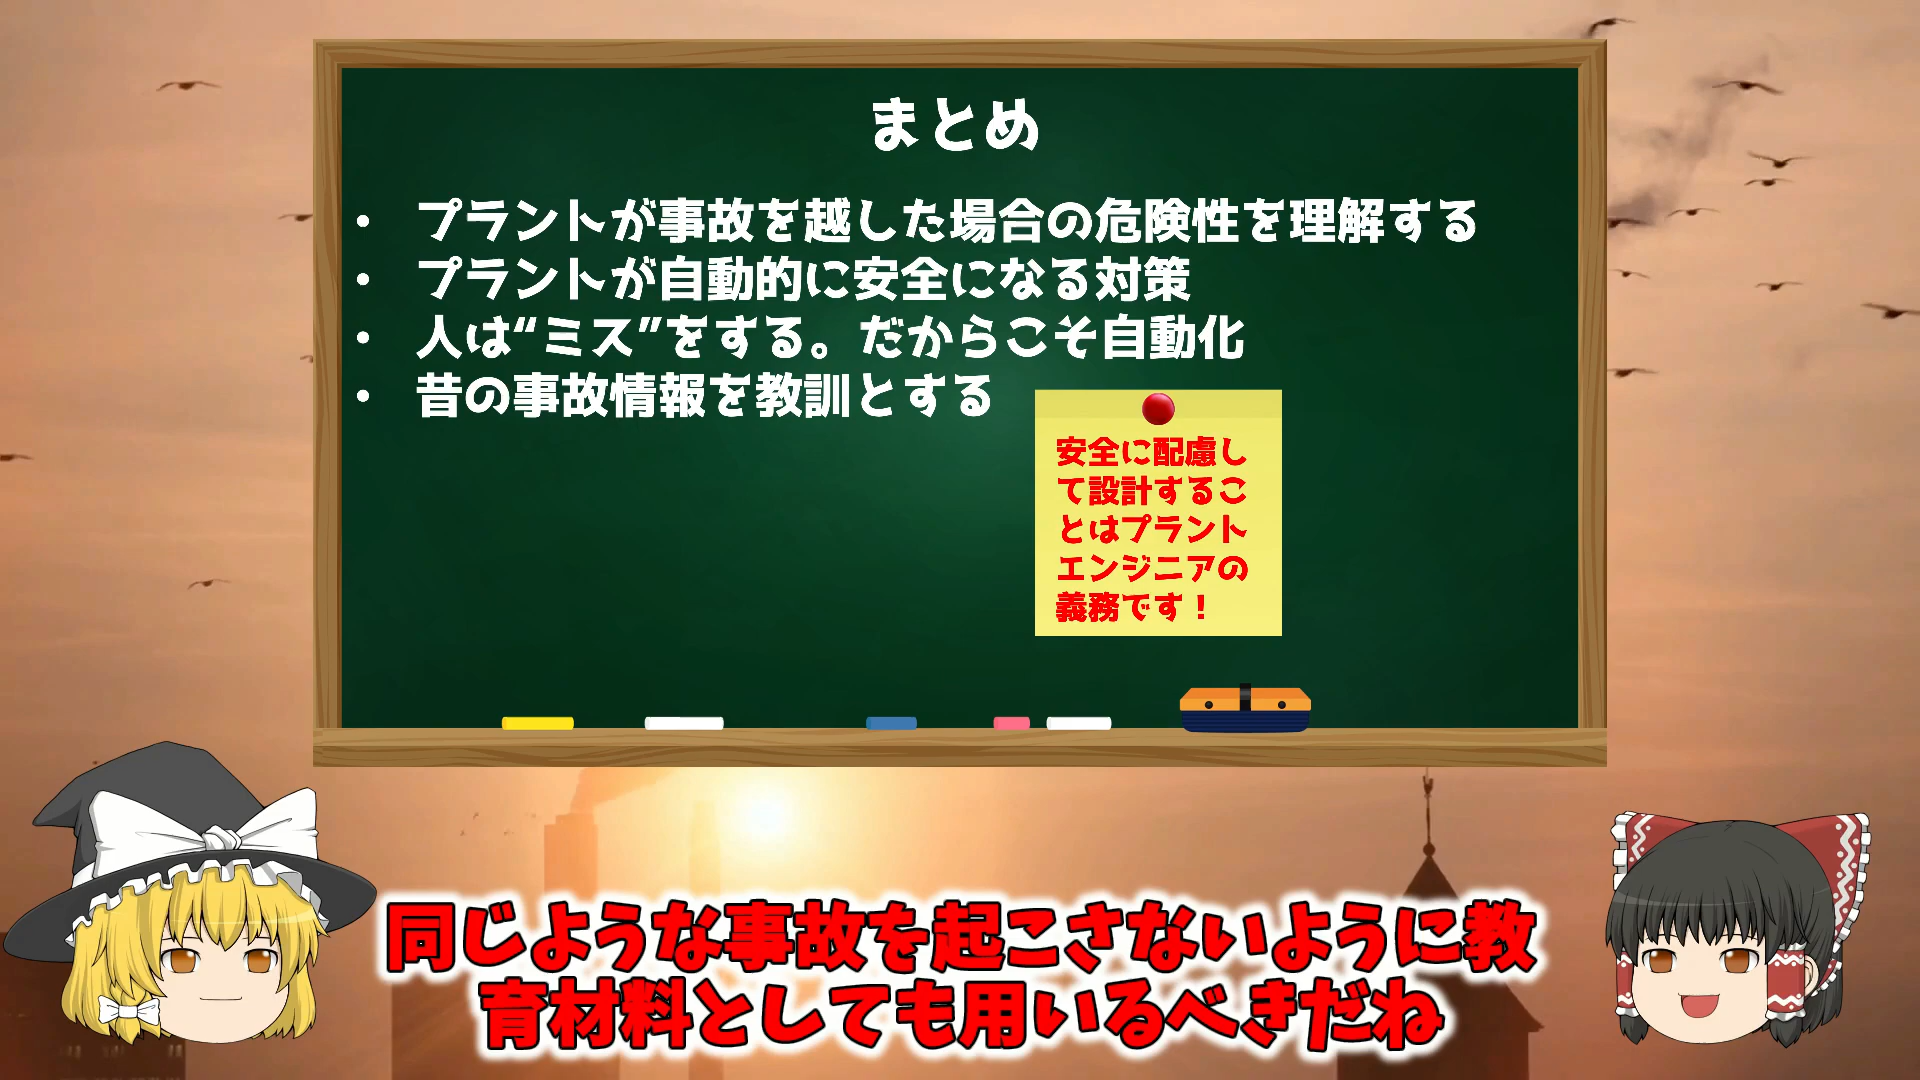 まとめ
• プラントが事故を越した場合の危険性を理解する
• プラントが自動的に安全になる対策
• 人は“ミス”をする。だからこそ自動化
• 昔の事故情報を教訓とする
安全に配慮し
て設計するこ
とはプラント
エンジニアの
義務です！
同じような事故を起こさないように教
育材料としても用いるべきだね